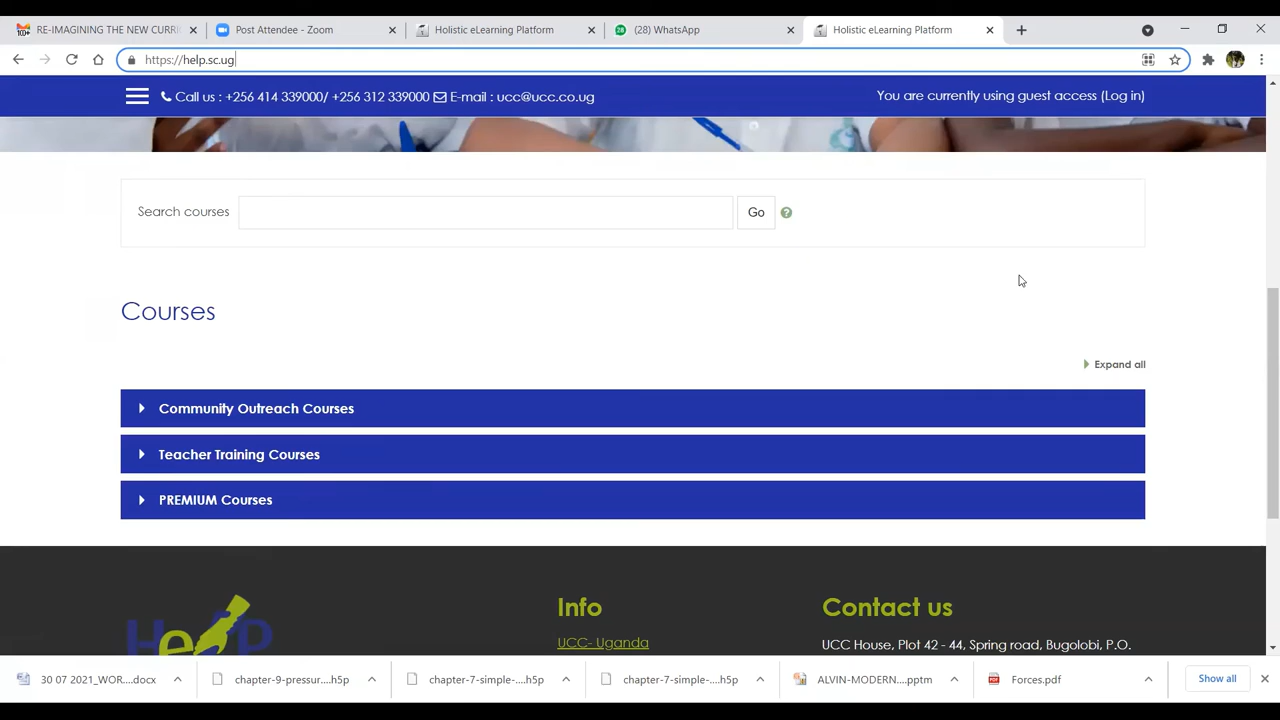 RE-IMAGINING THE NEW CURRI
Post Attendee - Zoom
Holistic eLearning Platform
(28) WhatsApp
Holistic eLearning Platform
https://help.sc.ug
Call us : +256 414 339000/ +256 312 339000 E-mail : ucc@ucc.co.ug
You are currently using guest access (Log in)
Search courses
Go
Courses
Expand all
Community Outreach Courses
Teacher Training Courses
PREMIUM Courses
Help
Info
Contact us
UCC- Uganda
UCC House, Plot 42 - 44, Spring road, Bugolobi, P.O.
30 07 2021_WOR....docx
chapter-9-pressur....h5p
chapter-7-simple-....h5p
chapter-7-simple-....h5p
ALVIN-MODERN....pptm
Forces.pdf
Show all